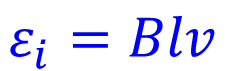 εᵢ = Blv